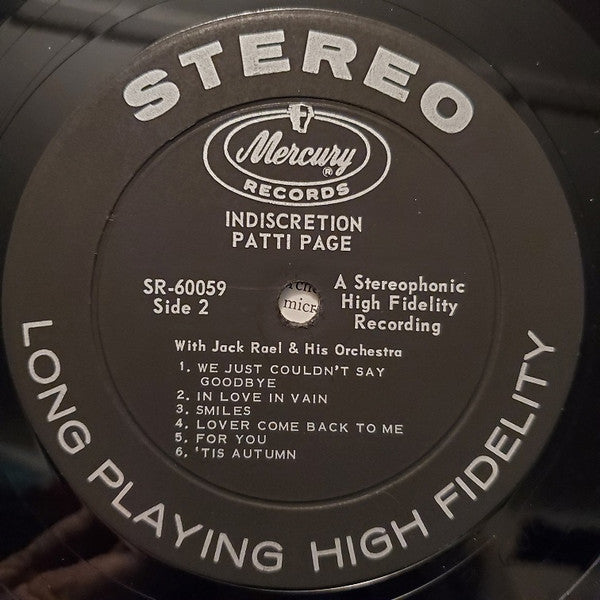 STEREO
Mercury
®
RECORDS
INDISCRETION
PATTI PAGE
SR-60059
Side 2
A Stereophonic
High Fidelity
Recording
With Jack Rael & His Orchestra
1. WE JUST COULDN'T SAY
GOODBYE
2. IN LOVE IN VAIN
3. SMILES
4. LOVER COME BACK TO ME
5. FOR YOU
6. 'TIS AUTUMN
LONG PLAYING HIGH FIDELITY